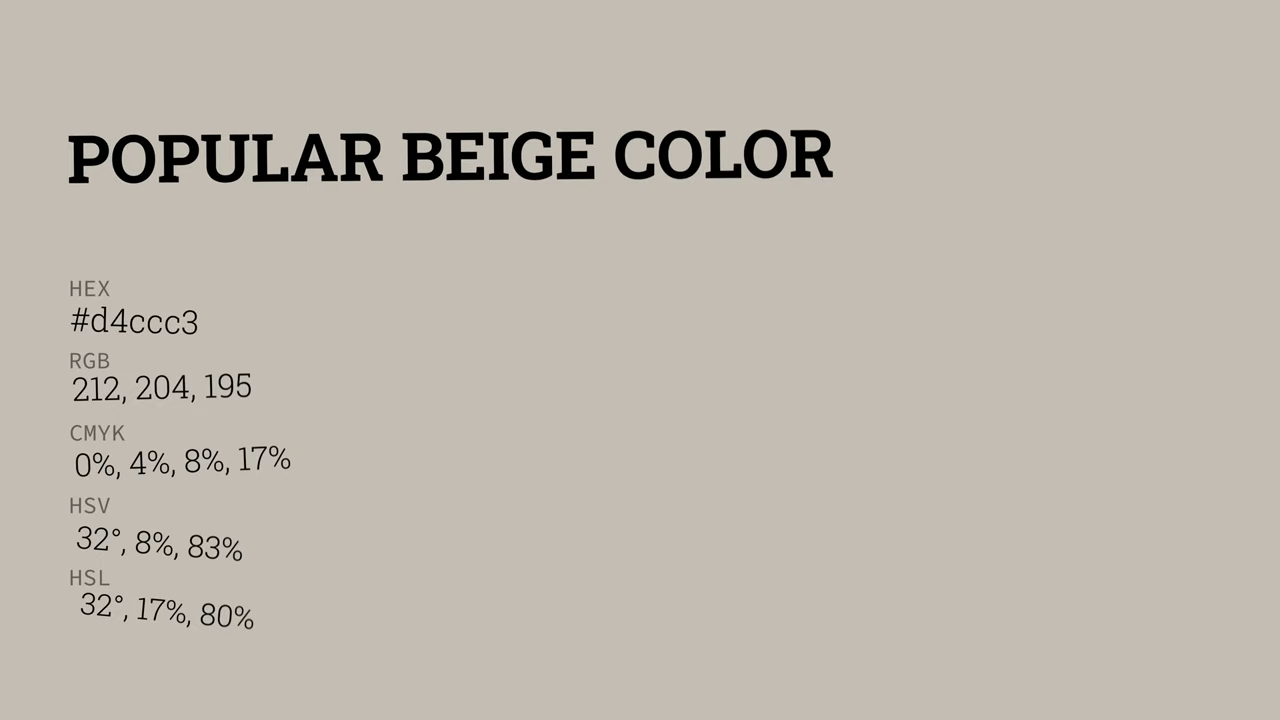 POPULAR BEIGE COLOR
HEX
#d4ccc3
RGB
212, 204, 195
CMYK
0%, 4%, 8%, 17%
HSV
32°, 8%, 83%
HSL
32°, 17%, 80%